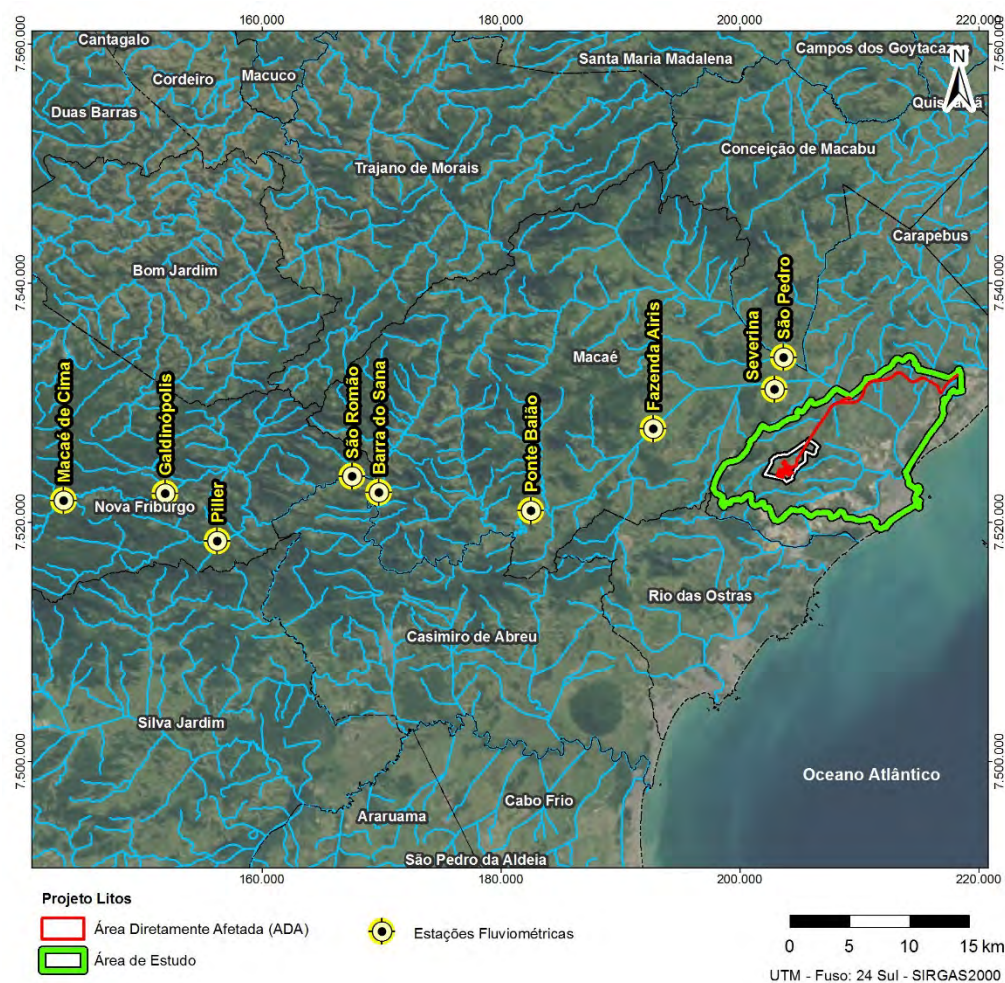 160.000
180.000
200.000
220.000
7.560.000
7.560.000
Cantagalo
Campos dos Goytacazes
Santa Maria Madalena
N
Cordeiro
Macuco
Duas Barras
Conceição de Macabu
Trajano de Morais
Carapebus
Bom Jardim
7.540.000
7.540.000
Macaé de Cima
Galdinópolis
Piller
São Romão
Barra do Sana
Ponte Baião
Fazenda Airis
Severina
São Pedro
Macaé
Nova Friburgo
7.520.000
7.520.000
Rio das Ostras
Casimiro de Abreu
Silva Jardim
7.500.000
7.500.000
Oceano Atlântico
Cabo Frio
Araruama
São Pedro da Aldeia
160.000
180.000
200.000
220.000
Projeto Litos
Área Diretamente Afetada (ADA)
Área de Estudo
Estações Fluviométricas
0 5 10 15 km
UTM - Fuso: 24 Sul - SIRGAS2000